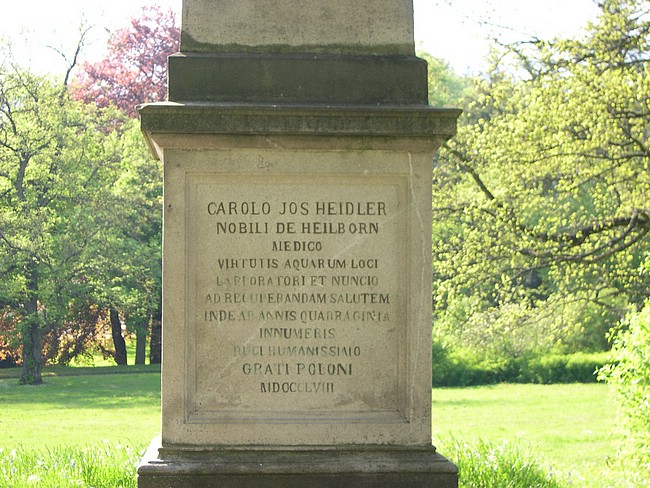 CAROLO JOS HEIDLER
NOBILI DE HEILBORN
MEDICO
VIRTUTIS AQUARUM LOCI
LABORATORI ET NUNCIO
AD RECUPERANDAM SALUTEM
INDE AB ANNIS QUADRAGINTA
INNUMERIS
DUCI HUMANISSIMO
GRATI POLONI
MDCCCLVIII